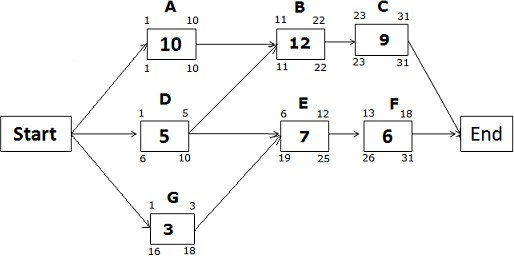 A B C
1 10 11 22 23 31
10 12 9
1 10 11 22 23 31
D E F
1 5 6 12 13 18
Start 5 7 6 End
6 10 19 25 26 31
G
1 3
3
16 18